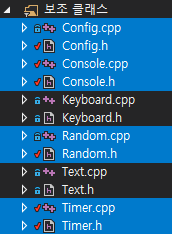 보조 클래스
Config.cpp
Config.h
Console.cpp
Console.h
Keyboard.cpp
Keyboard.h
Random.cpp
Random.h
Text.cpp
Text.h
Timer.cpp
Timer.h